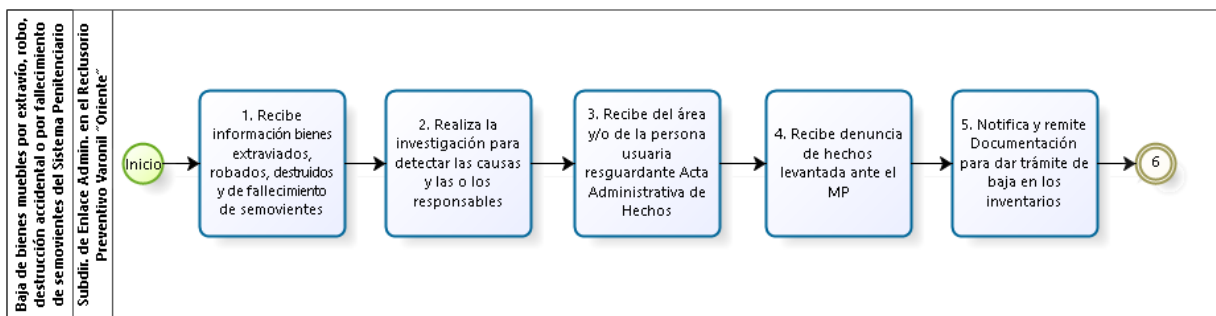 Baja de bienes muebles por extravío, robo,
destrucción accidental o por fallecimiento
de semovientes del Sistema Penitenciario
Subdir. de Enlace Admin. en el Reclusorio
Preventivo Varonil "Oriente"
Inicio
1. Recibe
información bienes
extraviados,
robados, destruidos
y de fallecimiento
de semovientes
2. Realiza la
investigación para
detectar las causas
y las o los
responsables
3. Recibe del área
y/o de la persona
usuaria
resguardante Acta
Administrativa de
Hechos
4. Recibe denuncia
de hechos
levantada ante el
MP
5. Notifica y remite
Documentación
para dar trámite de
baja en los
inventarios
6